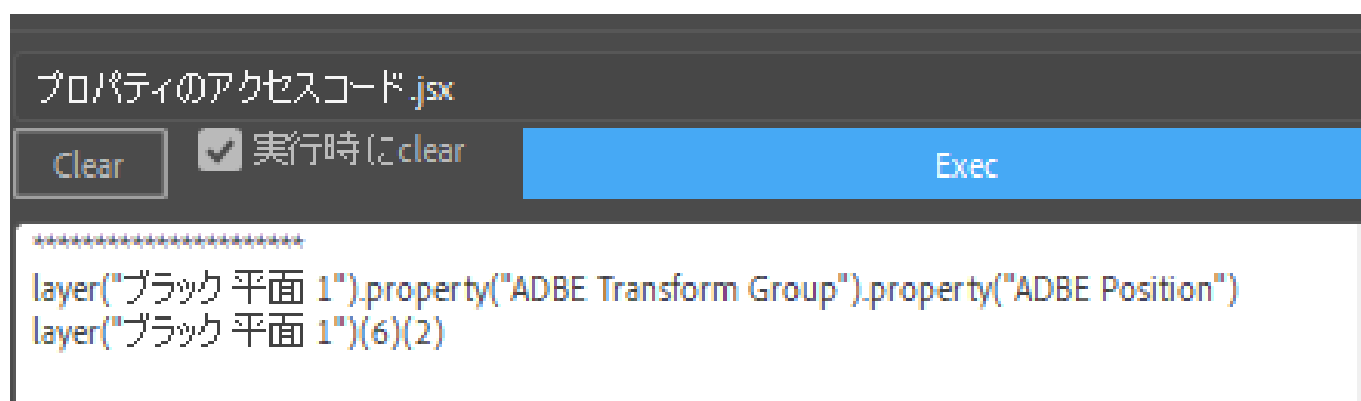 プロパティのアクセスコード.jsx
Clear 実行時にclear Exec
**********************
layer("ブラック 平面 1").property("ADBE Transform Group").property("ADBE Position")
layer("ブラック 平面 1")(6)(2)